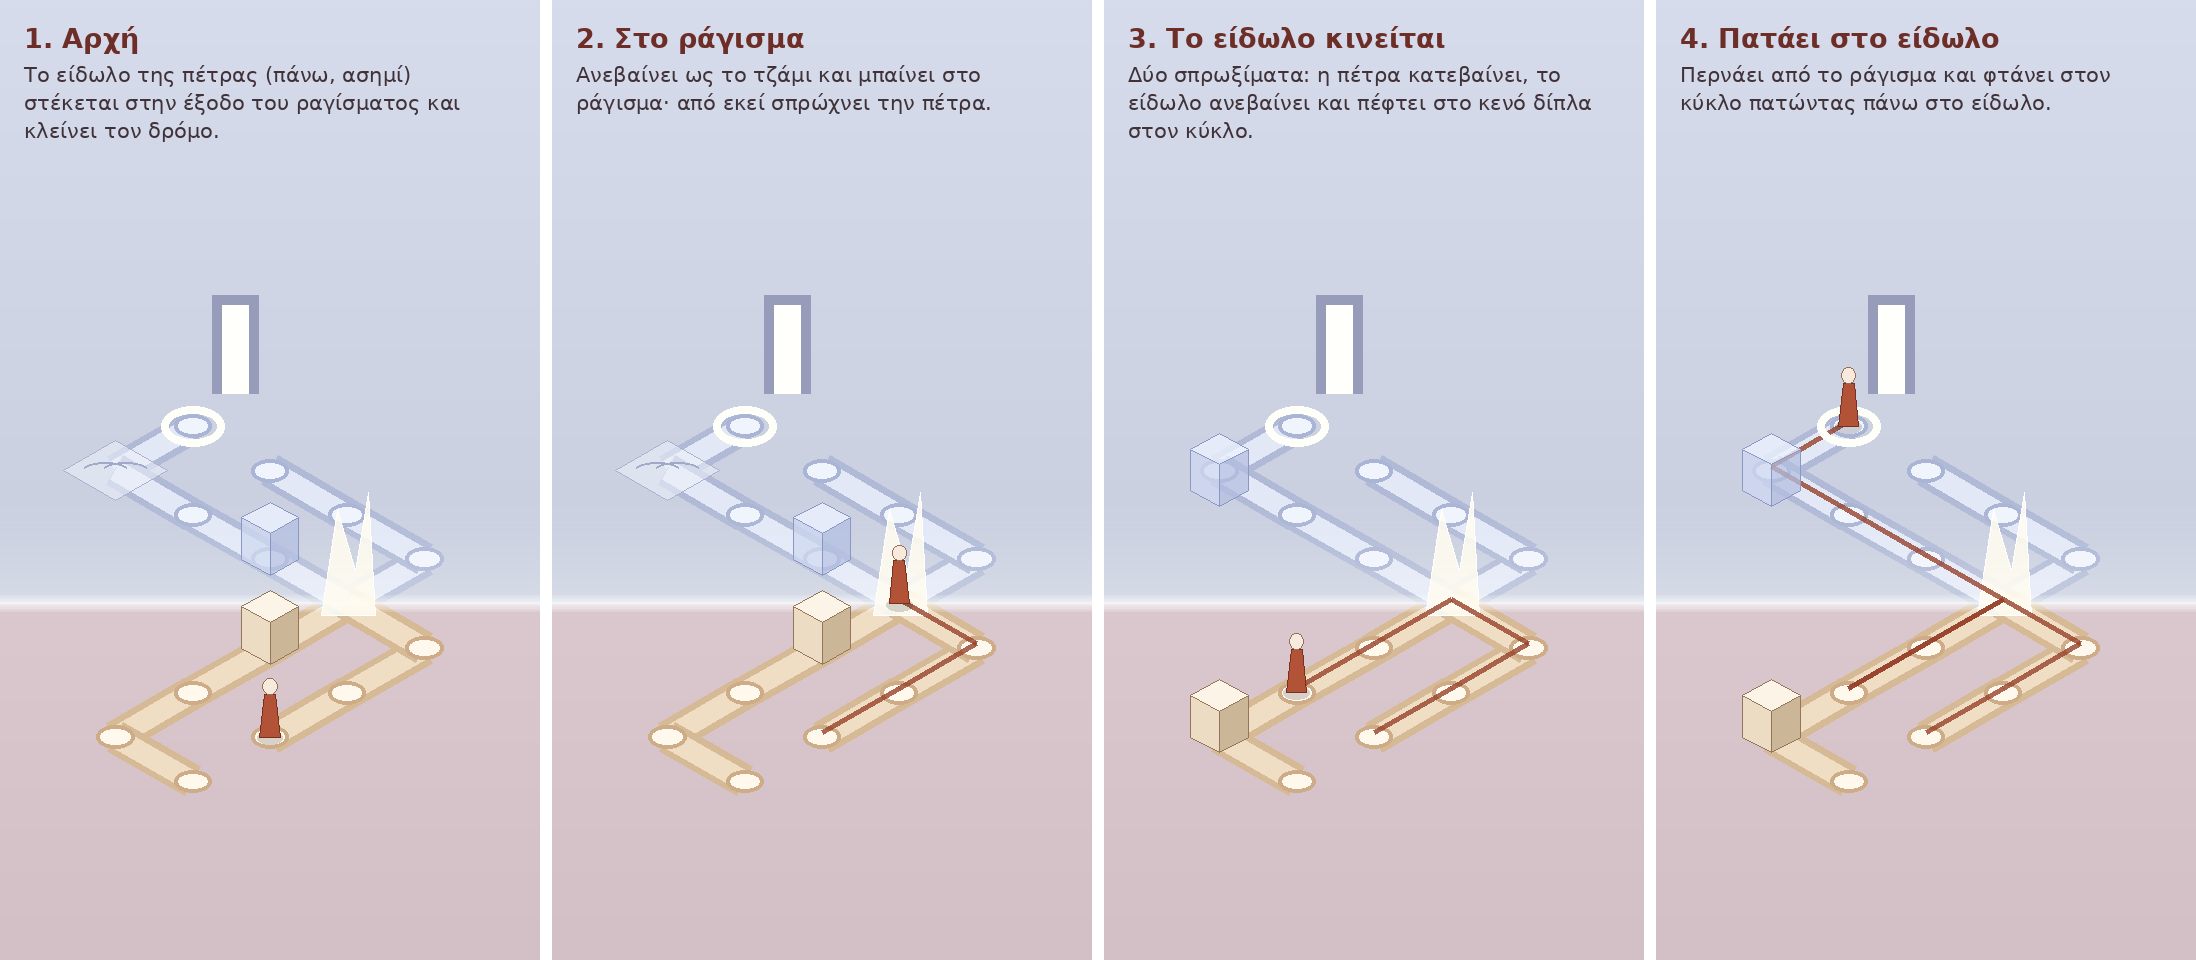 1. Αρχή
Το είδωλο της πέτρας (πάνω, ασημί)
στέκεται στην έξοδο του ραγίσματος και
κλείνει τον δρόμο.
2. Στο ράγισμα
Ανεβαίνει ως το τζάμι και μπαίνει στο
ράγισμα· από εκεί σπρώχνει την πέτρα.
3. Το είδωλο κινείται
Δύο σπρωξίματα: η πέτρα κατεβαίνει, το
είδωλο ανεβαίνει και πέφτει στο κενό δίπλα
στον κύκλο.
4. Πατάει στο είδωλο
Περνάει από το ράγισμα και φτάνει στον
κύκλο πατώντας πάνω στο είδωλο.